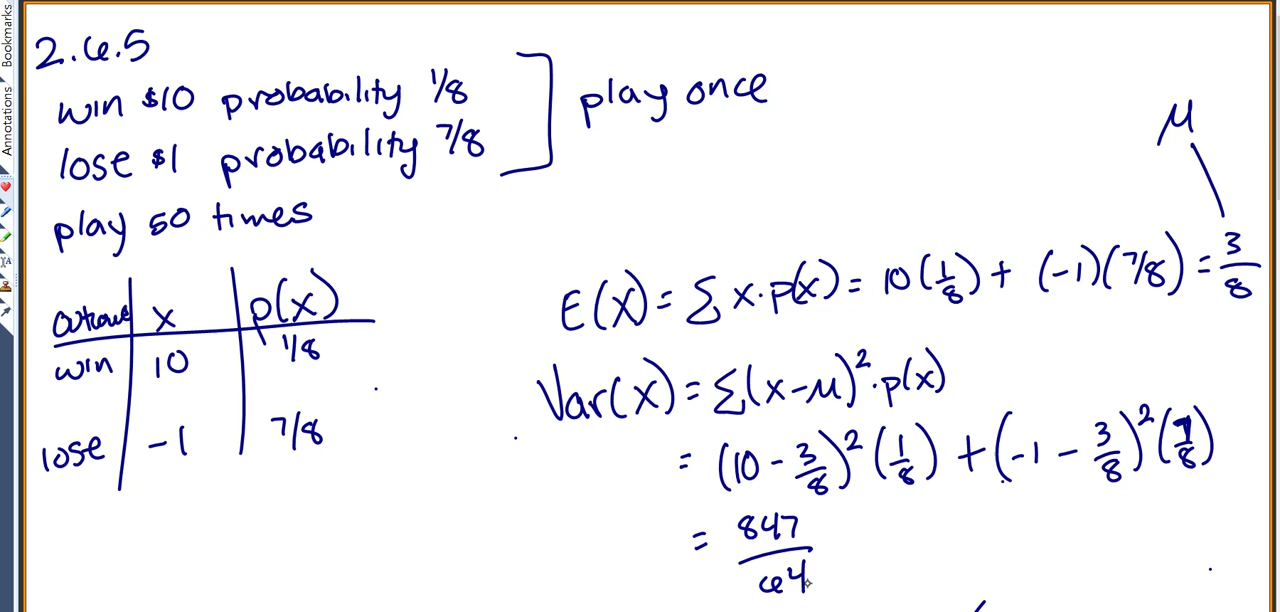 Bookmarks
Annotations
2.6.5
win $10 probability 1/8
lose $1 probability 7/8
play once
play 50 times
μ
outcome x p(x)
win 10 1/8
lose -1 7/8
E(X) = Σ x·p(x) = 10(1/8) + (-1)(7/8) = 3/8
Var(X) = Σ(x-μ)²·p(x)
= (10 - 3/8)²(1/8) + (-1 - 3/8)²(7/8)
= 847/64